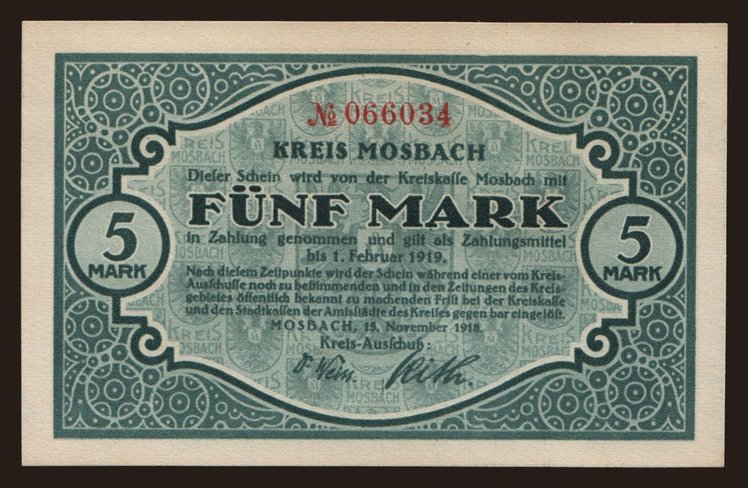 № 066034
KREIS MOSBACH
Dieſer Schein wird von der Kreiskaſſe Mosbach mit
FÜNF MARK
in Zahlung genommen und gilt als Zahlungsmittel
bis 1. Februar 1919.
Nach dieſem Zeitpunkte wird der Schein während einer vom Kreis-
Ausſchuſſe noch zu beſtimmenden und in den Zeitungen des Kreis-
gebietes öffentlich bekannt zu machenden Friſt bei der Kreiskaſſe
und den Stadtkaſſen der Amtsſtädte des Kreiſes gegen bar eingelöſt.
MOSBACH, 15. November 1918.
Kreis-Ausſchuß:
5
MARK
5
MARK
KREIS
MOSBACH